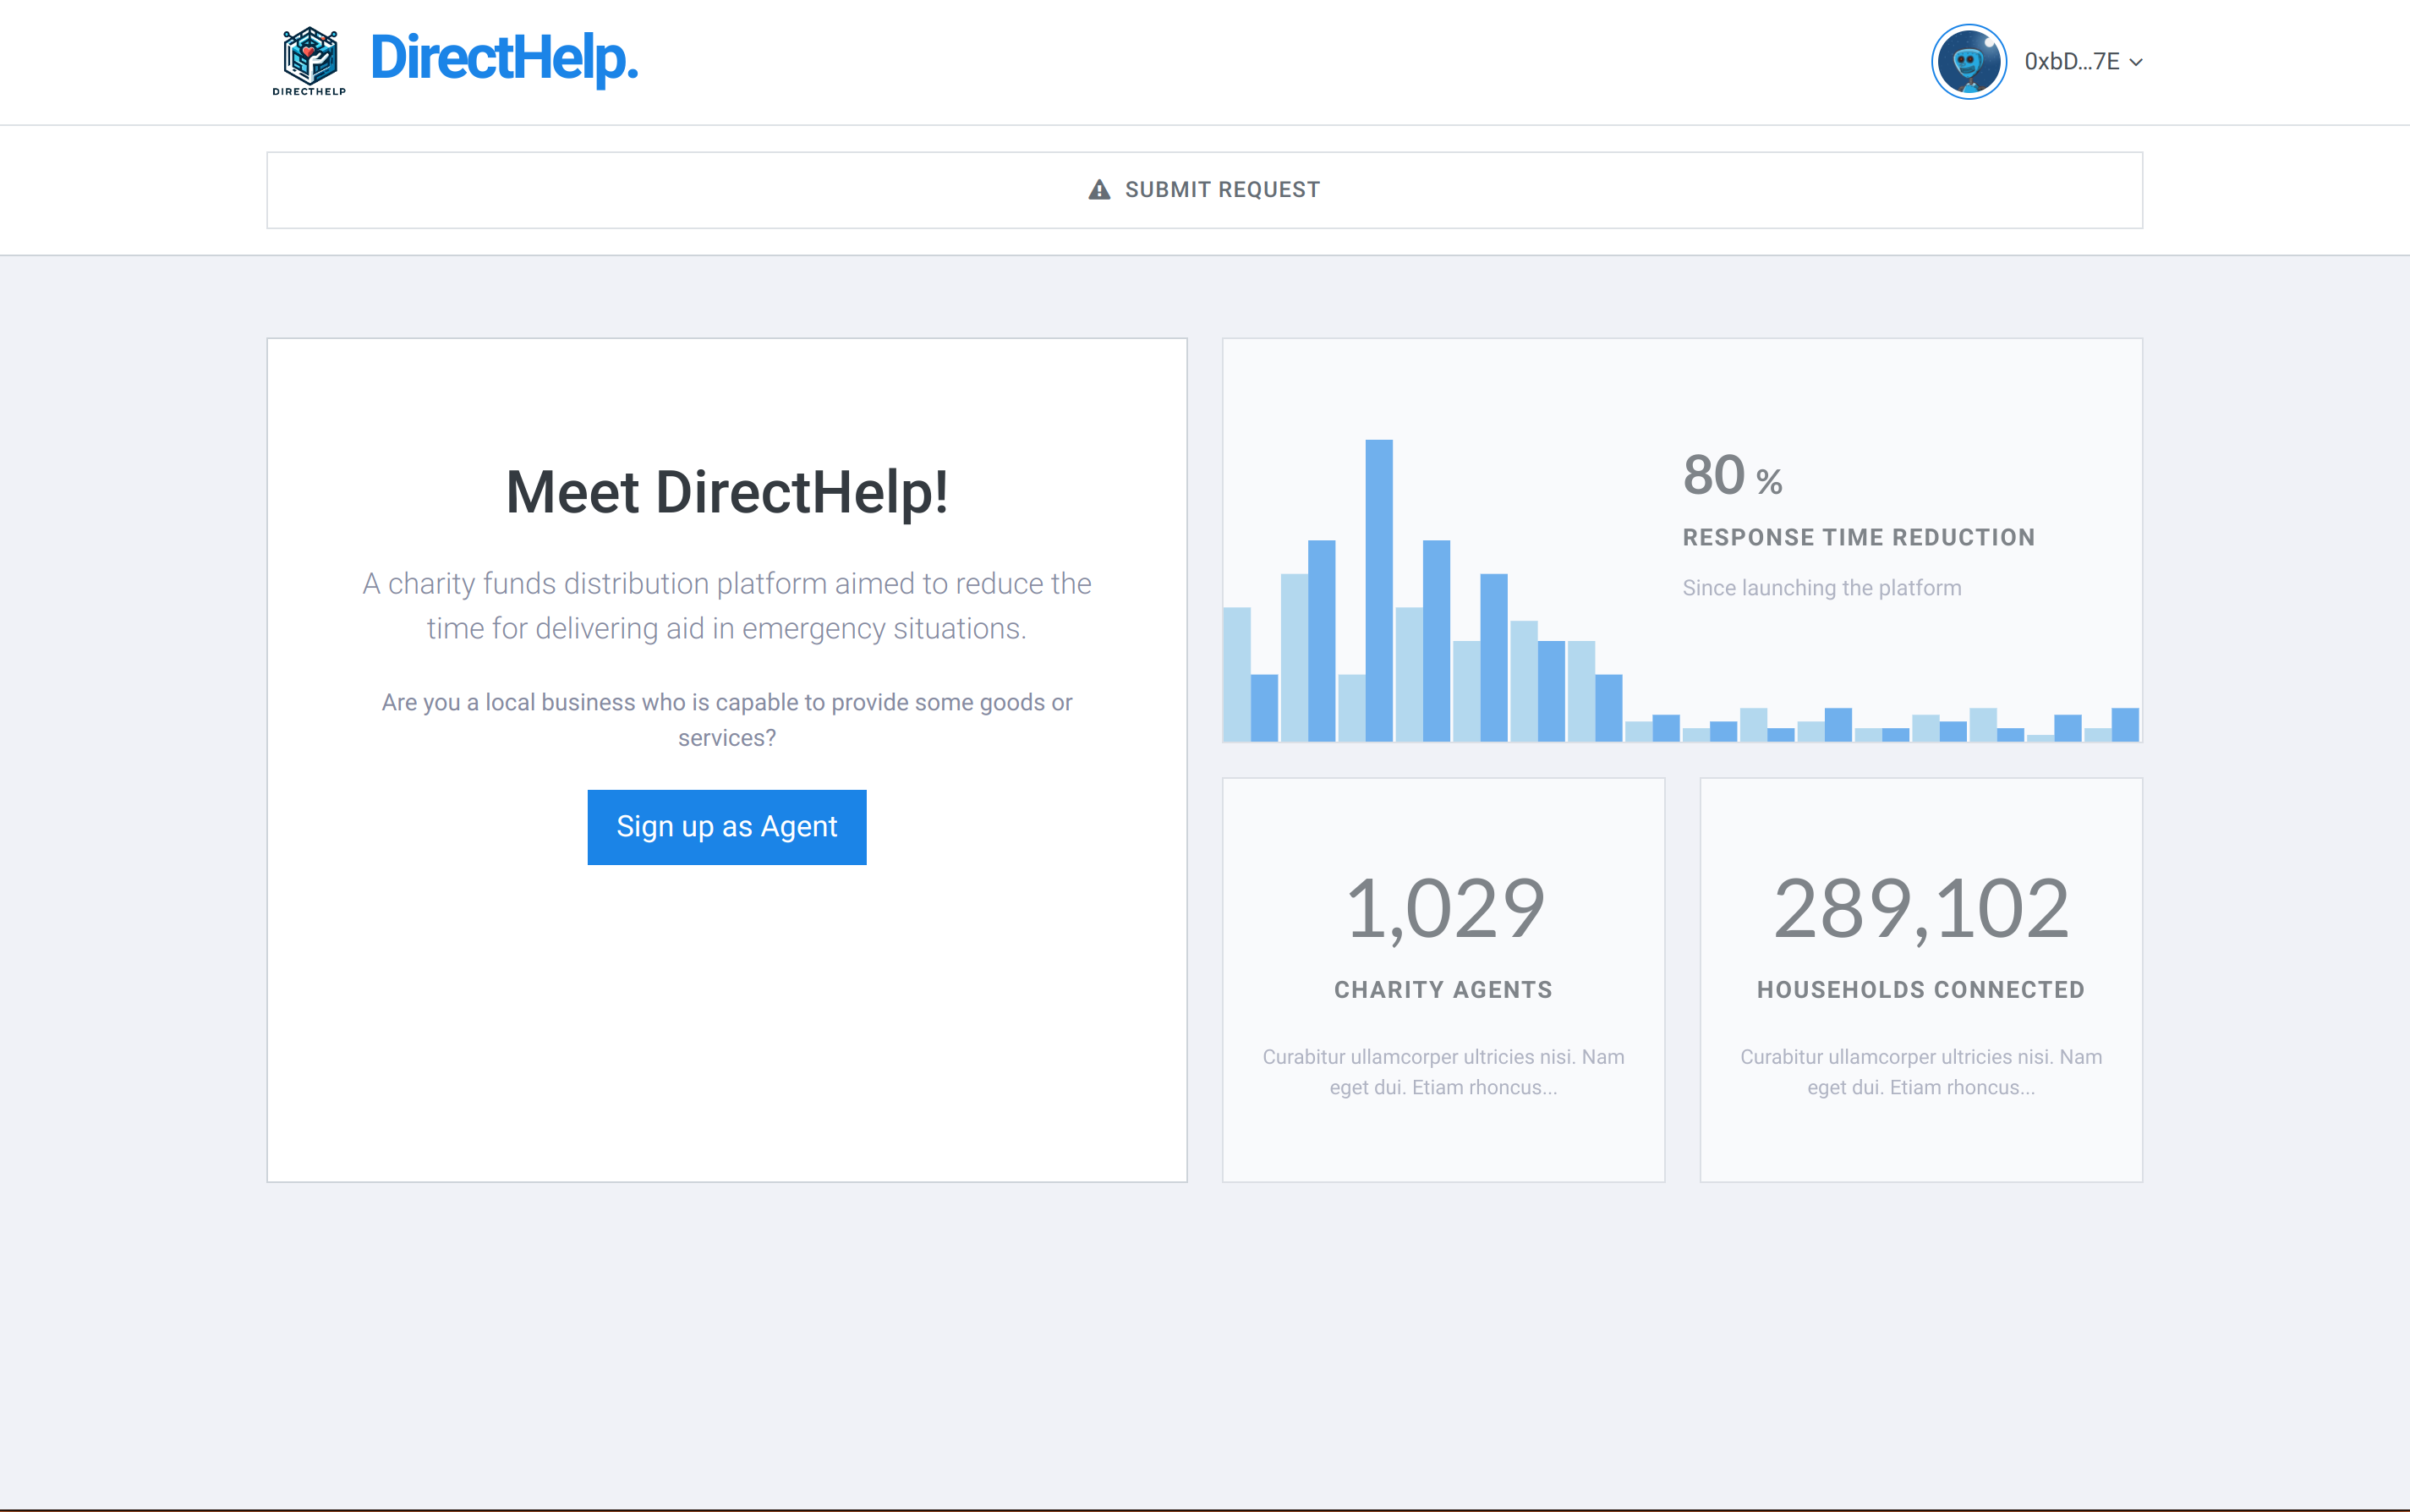 DIRECTHELP
DirectHelp.
0xbD...7E
SUBMIT REQUEST
Meet DirectHelp!
A charity funds distribution platform aimed to reduce the
time for delivering aid in emergency situations.
Are you a local business who is capable to provide some goods or
services?
Sign up as Agent
80 %
RESPONSE TIME REDUCTION
Since launching the platform
1,029
CHARITY AGENTS
Curabitur ullamcorper ultricies nisi. Nam
eget dui. Etiam rhoncus...
289,102
HOUSEHOLDS CONNECTED
Curabitur ullamcorper ultricies nisi. Nam
eget dui. Etiam rhoncus...